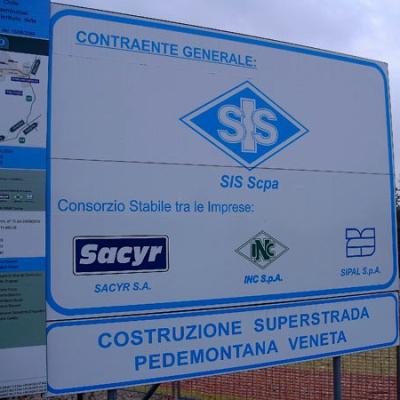 CONTRAENTE GENERALE:
SIS
SIS Scpa
Consorzio Stabile tra le Imprese:
Sacyr
INC
SACYR S.A.
INC S.p.A.
SIPAL S.p.A.
COSTRUZIONE SUPERSTRADA
PEDEMONTANA VENETA